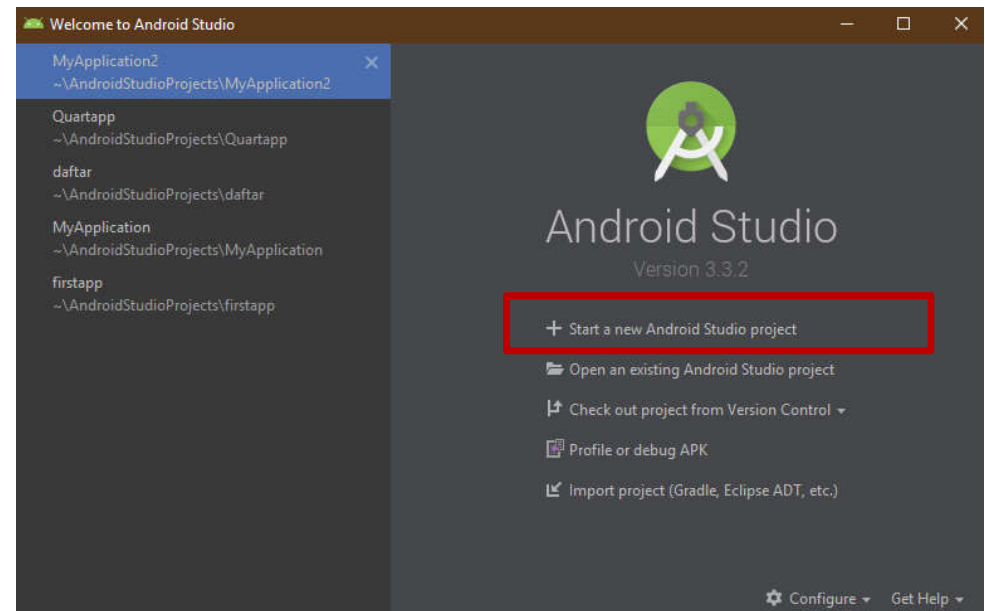 Welcome to Android Studio
MyApplication2
~\AndroidStudioProjects\MyApplication2
Quartapp
~\AndroidStudioProjects\Quartapp
daftar
~\AndroidStudioProjects\daftar
MyApplication
~\AndroidStudioProjects\MyApplication
firstapp
~\AndroidStudioProjects\firstapp
Android Studio
Version 3.3.2
Start a new Android Studio project
Open an existing Android Studio project
Check out project from Version Control
Profile or debug APK
Import project (Gradle, Eclipse ADT, etc.)
Configure Get Help